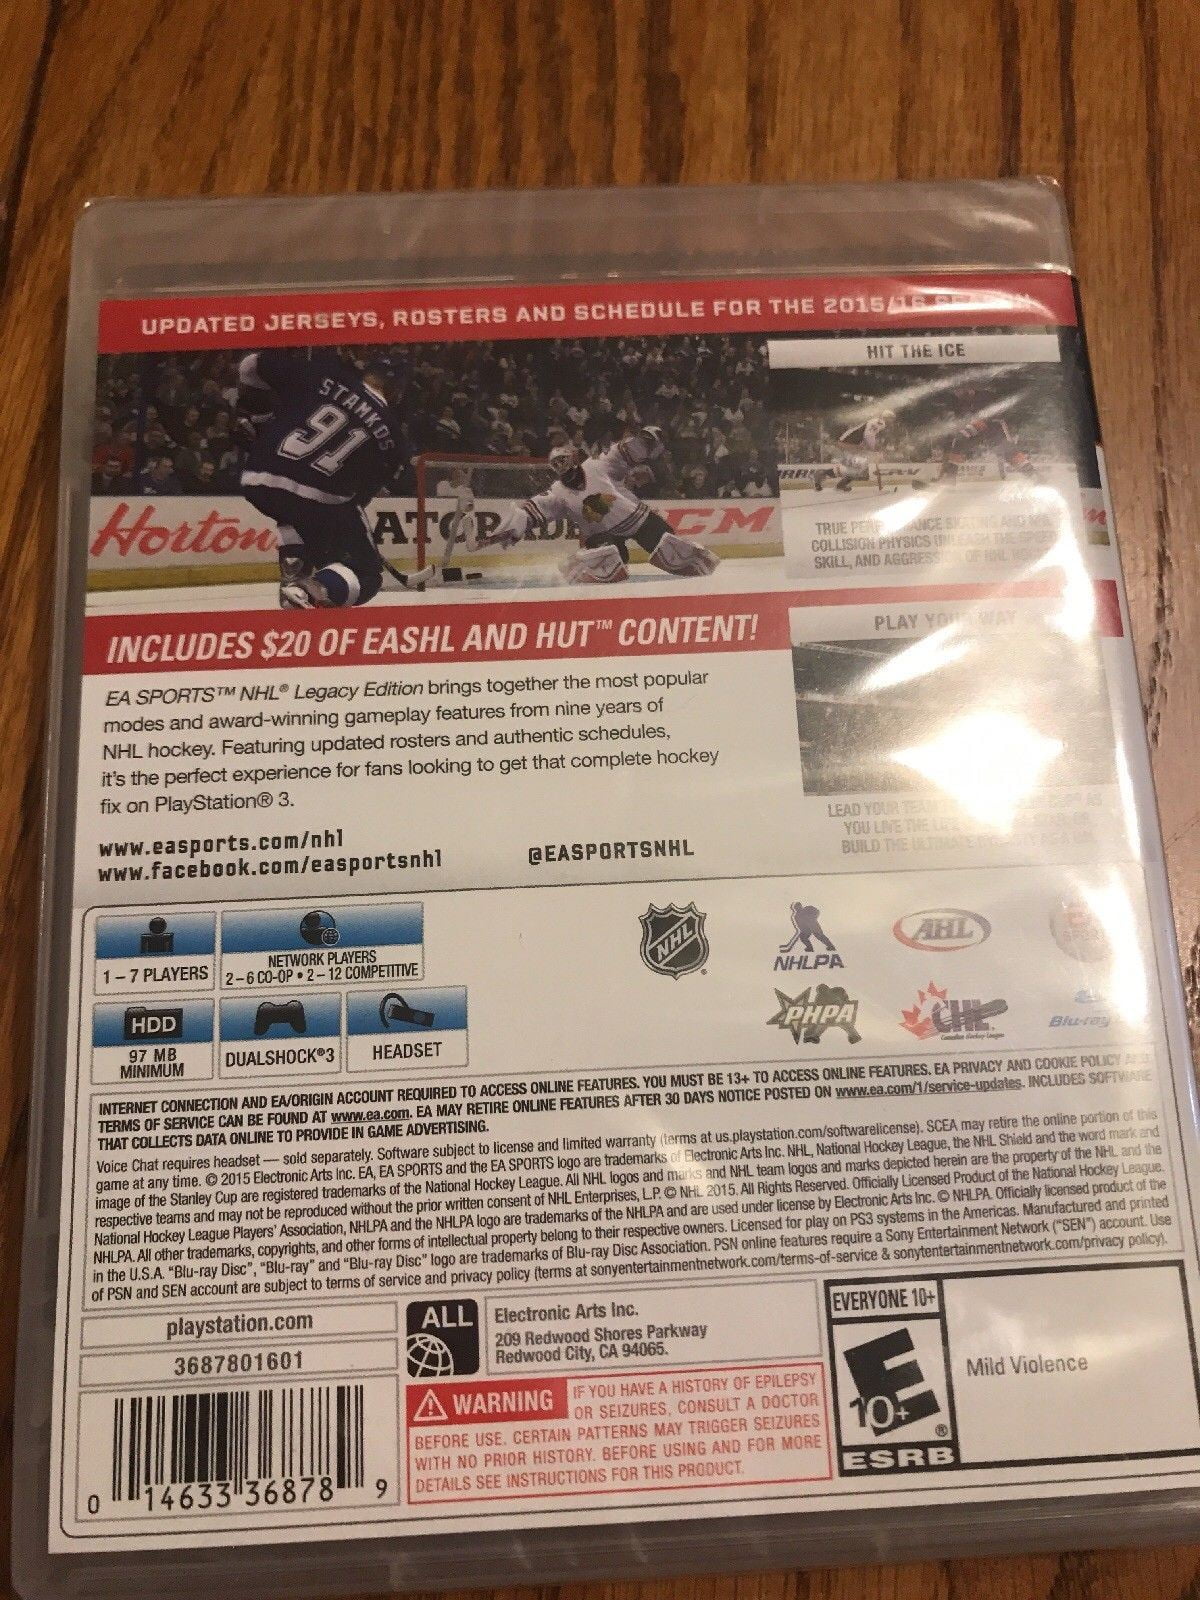 UPDATED JERSEYS, ROSTERS AND SCHEDULE FOR THE 2015/16 SEASON
STAMKOS
91
Horton
CM
HIT THE ICE
TRUE
COLLISION PHYSICS
SKILL, AND OF NHL
INCLUDES $20 OF EASHL AND HUT™ CONTENT!
EA SPORTS™ NHL® Legacy Edition brings together the most popular
modes and award-winning gameplay features from nine years of
NHL hockey. Featuring updated rosters and authentic schedules,
it's the perfect experience for fans looking to get that complete hockey
fix on PlayStation® 3.
PLAY YOUR WAY
LEAD YOUR TEAM AS
YOU LIVE THE
BUILD THE
www.easports.com/nhl
www.facebook.com/easportsnhl
@EASPORTSNHL
1 – 7 PLAYERS
NETWORK PLAYERS
2 – 6 CO-OP • 2 – 12 COMPETITIVE
HDD
97 MB
MINIMUM
DUALSHOCK®3
HEADSET
NHL
NHLPA
AHL
PHPA
CHL
Canadian Hockey League
Blu-ray
INTERNET CONNECTION AND EA/ORIGIN ACCOUNT REQUIRED TO ACCESS ONLINE FEATURES. YOU MUST BE 13+ TO ACCESS ONLINE FEATURES. EA PRIVACY AND COOKIE POLICY AND
TERMS OF SERVICE CAN BE FOUND AT www.ea.com. EA MAY RETIRE ONLINE FEATURES AFTER 30 DAYS NOTICE POSTED ON www.ea.com/1/service-updates. INCLUDES SOFTWARE
THAT COLLECTS DATA ONLINE TO PROVIDE IN GAME ADVERTISING.
Voice Chat requires headset — sold separately. Software subject to license and limited warranty (terms at us.playstation.com/softwarelicense). SCEA may retire the online portion of this
game at any time. © 2015 Electronic Arts Inc. EA, EA SPORTS and the EA SPORTS logo are trademarks of Electronic Arts Inc. NHL, National Hockey League, the NHL Shield and the word mark and
image of the Stanley Cup are registered trademarks of the National Hockey League. All NHL logos and marks and NHL team logos and marks depicted herein are the property of the NHL and the
respective teams and may not be reproduced without the prior written consent of NHL Enterprises, L.P. © NHL 2015. All Rights Reserved. Officially Licensed Product of the National Hockey League.
National Hockey League Players' Association, NHLPA and the NHLPA logo are trademarks of the NHLPA and are used under license by Electronic Arts Inc. © NHLPA. Officially licensed product of the
NHLPA. All other trademarks, copyrights, and other forms of intellectual property belong to their respective owners. Licensed for play on PS3 systems in the Americas. Manufactured and printed
in the U.S.A. "Blu-ray Disc", "Blu-ray" and "Blu-ray Disc" logo are trademarks of Blu-ray Disc Association. PSN online features require a Sony Entertainment Network ("SEN") account. Use
of PSN and SEN account are subject to terms of service and privacy policy (terms at sonyentertainmentnetwork.com/terms-of-service & sonytentertainmentnetwork.com/privacy policy).
playstation.com
3687801601
0 14633 36878 9
ALL
Electronic Arts Inc.
209 Redwood Shores Parkway
Redwood City, CA 94065.
WARNING IF YOU HAVE A HISTORY OF EPILEPSY
OR SEIZURES, CONSULT A DOCTOR
BEFORE USE. CERTAIN PATTERNS MAY TRIGGER SEIZURES
WITH NO PRIOR HISTORY. BEFORE USING AND FOR MORE
DETAILS SEE INSTRUCTIONS FOR THIS PRODUCT.
EVERYONE 10+
E
10+
®
ESRB
Mild Violence